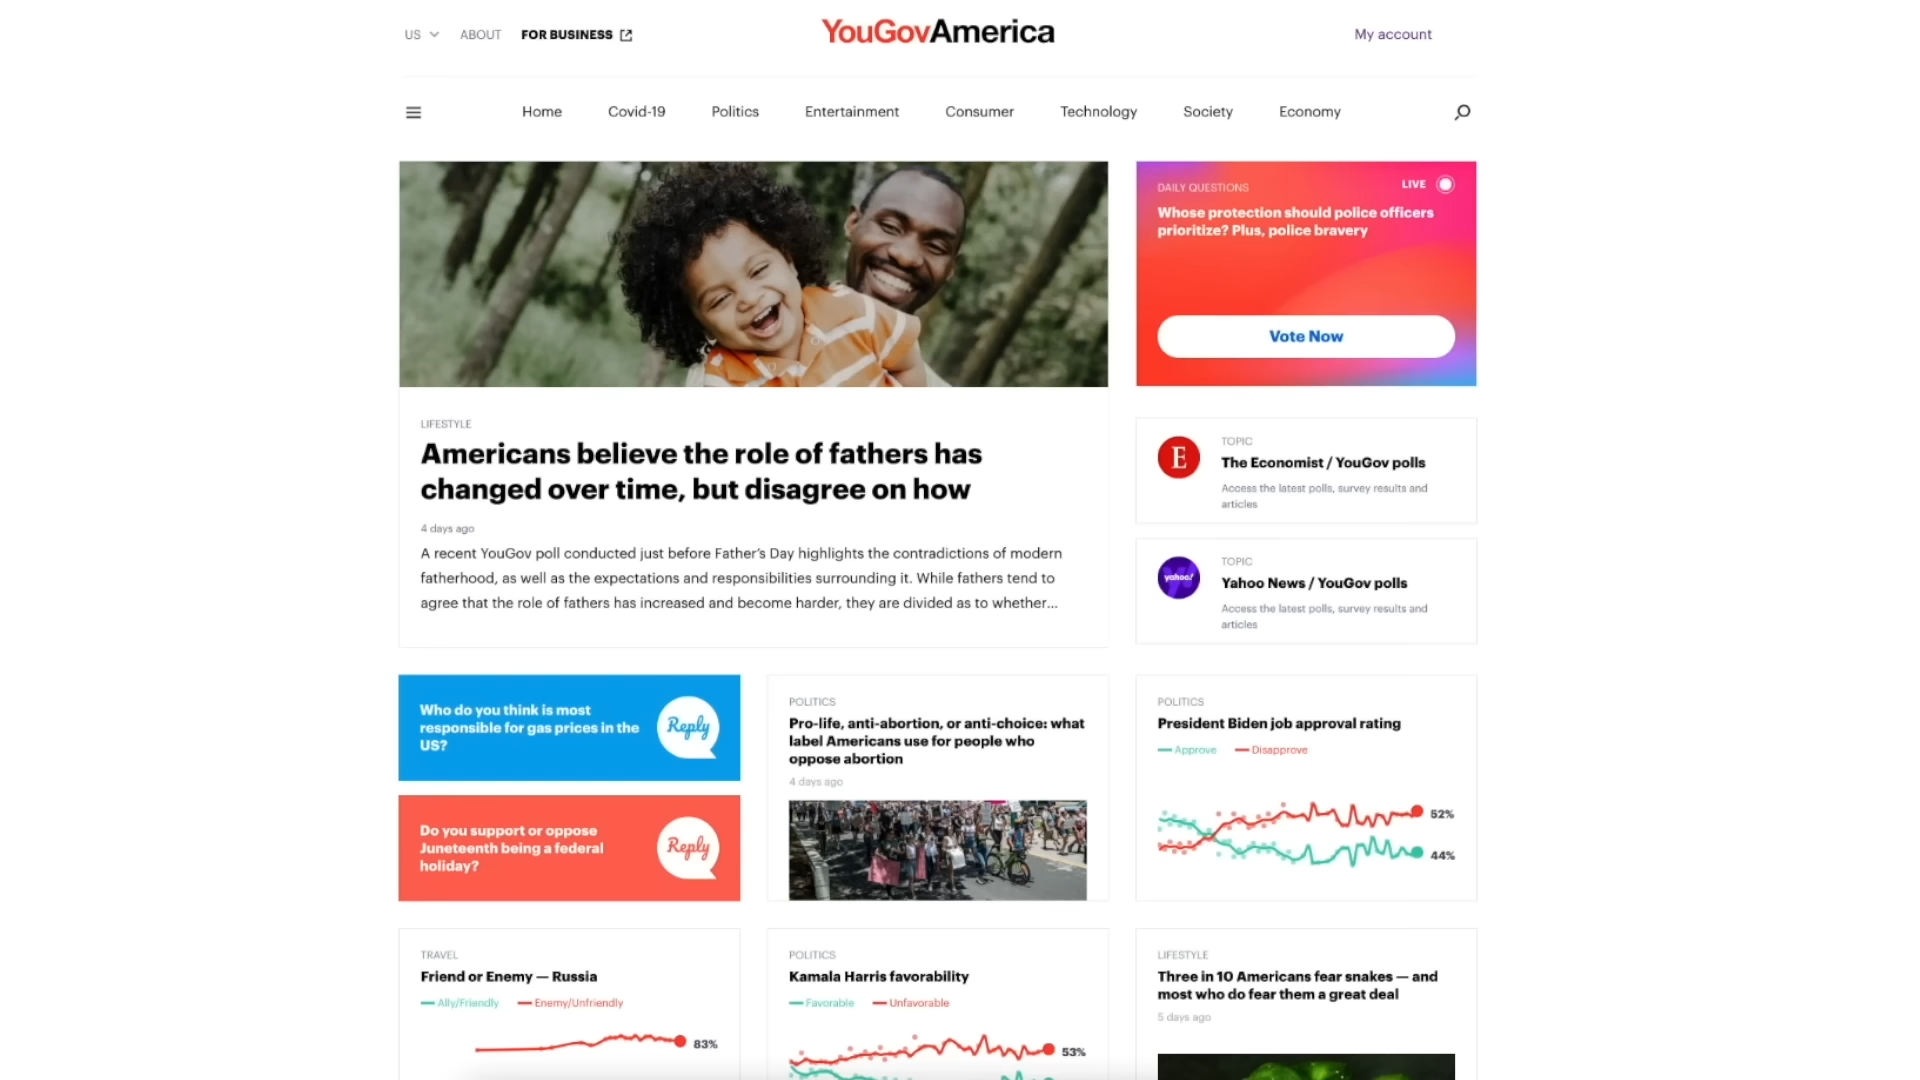 US
ABOUT
FOR BUSINESS
YouGovAmerica
My account
Home
Covid-19
Politics
Entertainment
Consumer
Technology
Society
Economy
DAILY QUESTIONS
LIVE
Whose protection should police officers
prioritize? Plus, police bravery
Vote Now
LIFESTYLE
Americans believe the role of fathers has
changed over time, but disagree on how
4 days ago
A recent YouGov poll conducted just before Father's Day highlights the contradictions of modern
fatherhood, as well as the expectations and responsibilities surrounding it. While fathers tend to
agree that the role of fathers has increased and become harder, they are divided as to whether...
E
TOPIC
The Economist / YouGov polls
Access the latest polls, survey results and
articles
yahoo!
TOPIC
Yahoo News / YouGov polls
Access the latest polls, survey results and
articles
Who do you think is most
responsible for gas prices in the
US?
Reply
Do you support or oppose
Juneteenth being a federal
holiday?
Reply
POLITICS
Pro-life, anti-abortion, or anti-choice: what
label Americans use for people who
oppose abortion
4 days ago
POLITICS
President Biden job approval rating
Approve
Disapprove
52%
44%
TRAVEL
Friend or Enemy — Russia
Ally/Friendly
Enemy/Unfriendly
83%
POLITICS
Kamala Harris favorability
Favorable
Unfavorable
53%
LIFESTYLE
Three in 10 Americans fear snakes — and
most who do fear them a great deal
5 days ago